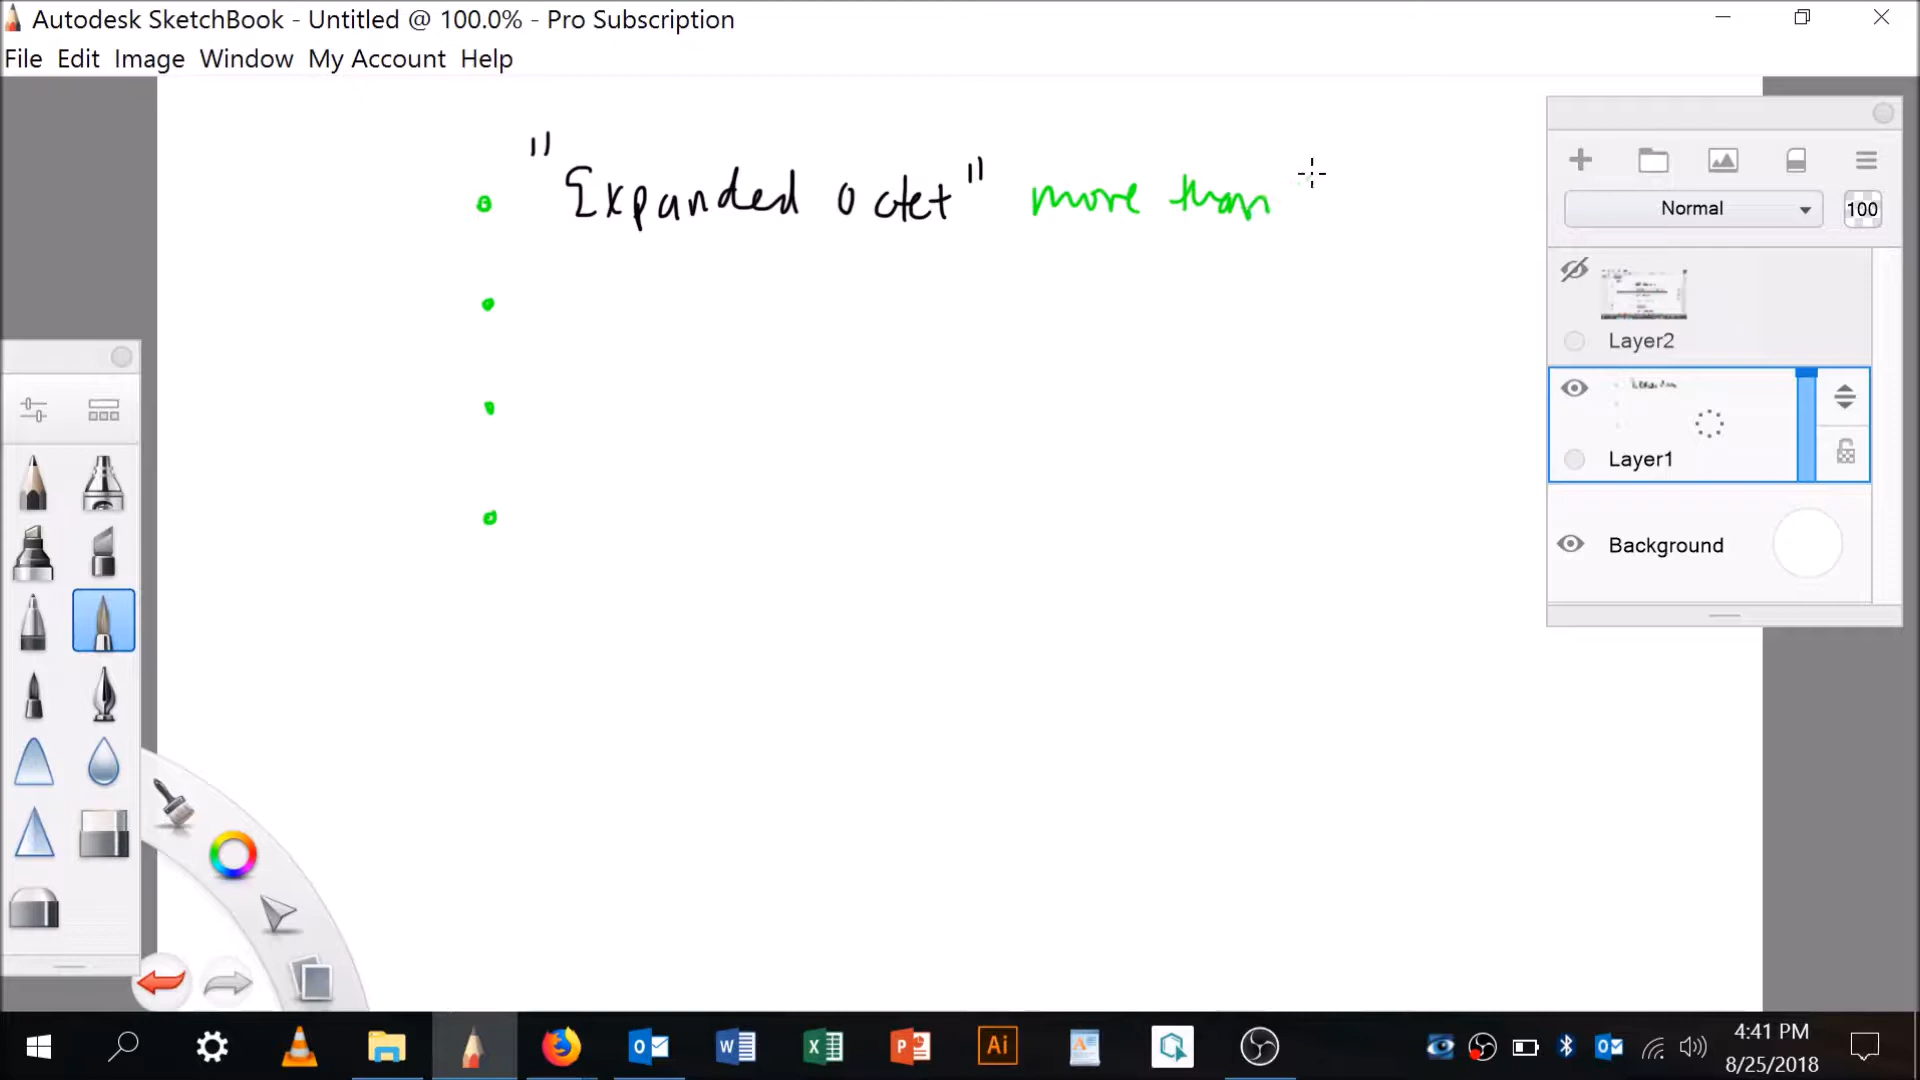 Autodesk SketchBook - Untitled @ 100.0% - Pro Subscription
File Edit Image Window My Account Help
"Expanded octet" more than
Normal 100
Layer2
Layer1
Background
4:41 PM
8/25/2018